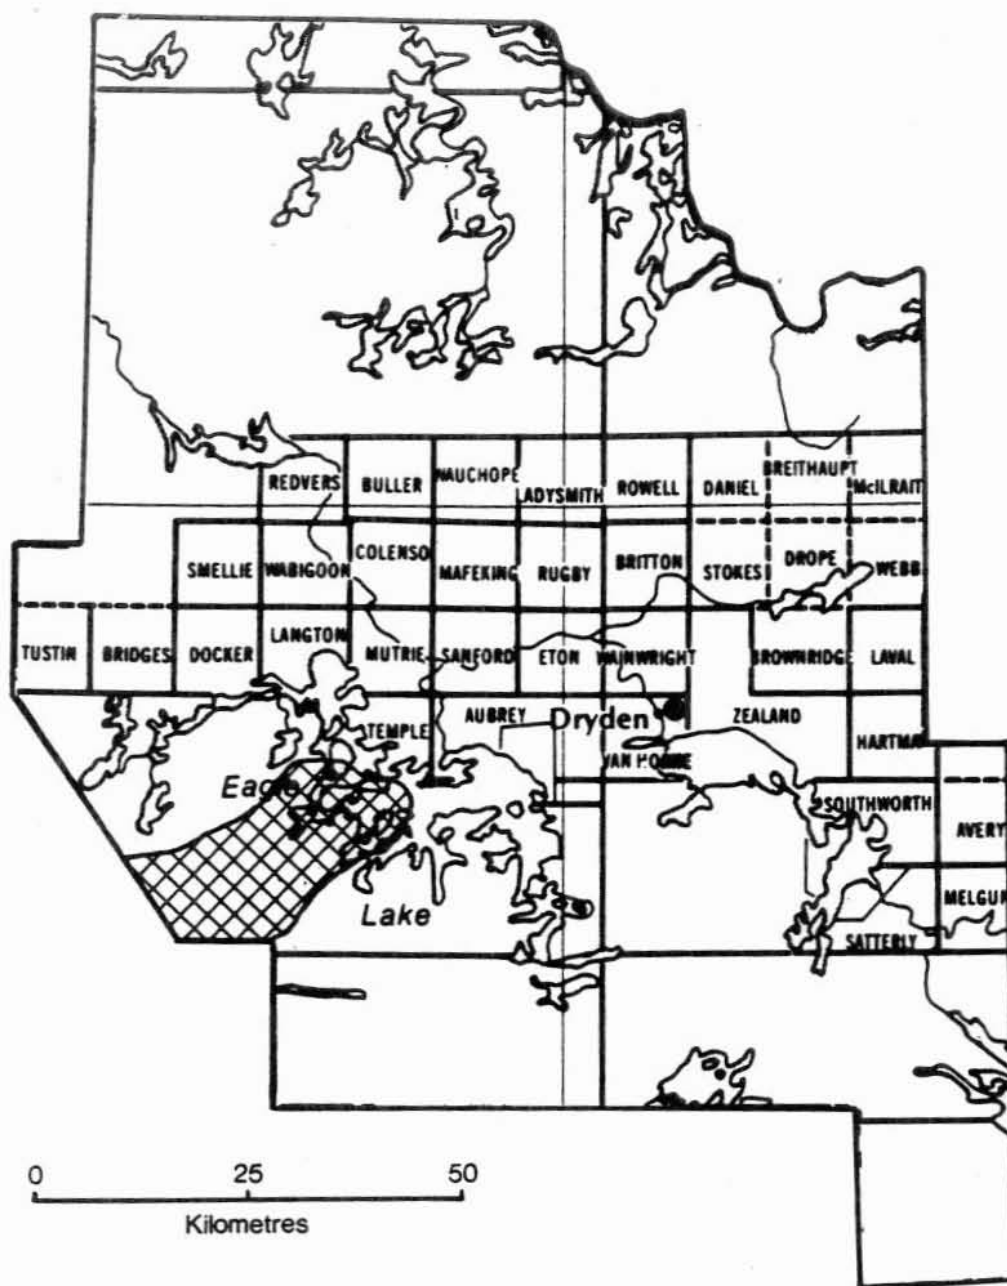 BREITHAUPT
REDVERS BULLER WAUCHOPE LADYSMITH ROWELL DANIEL McILRAIT
SMELLIE WABIGOON COLENSO MAFEKING RUGBY BRITTON STOKES DROPE WEBB
TUSTIN BRIDGES DOCKER LANGTON MUTRIE SANFORD ETON WAINWRIGHT BROWNRIDGE LAVAL
TEMPLE AUBREY Dryden ZEALAND HARTMA
VAN HORNE
Eagle SOUTHWORTH AVERY
Lake MELGUN
SATTERLY
0 25 50
Kilometres